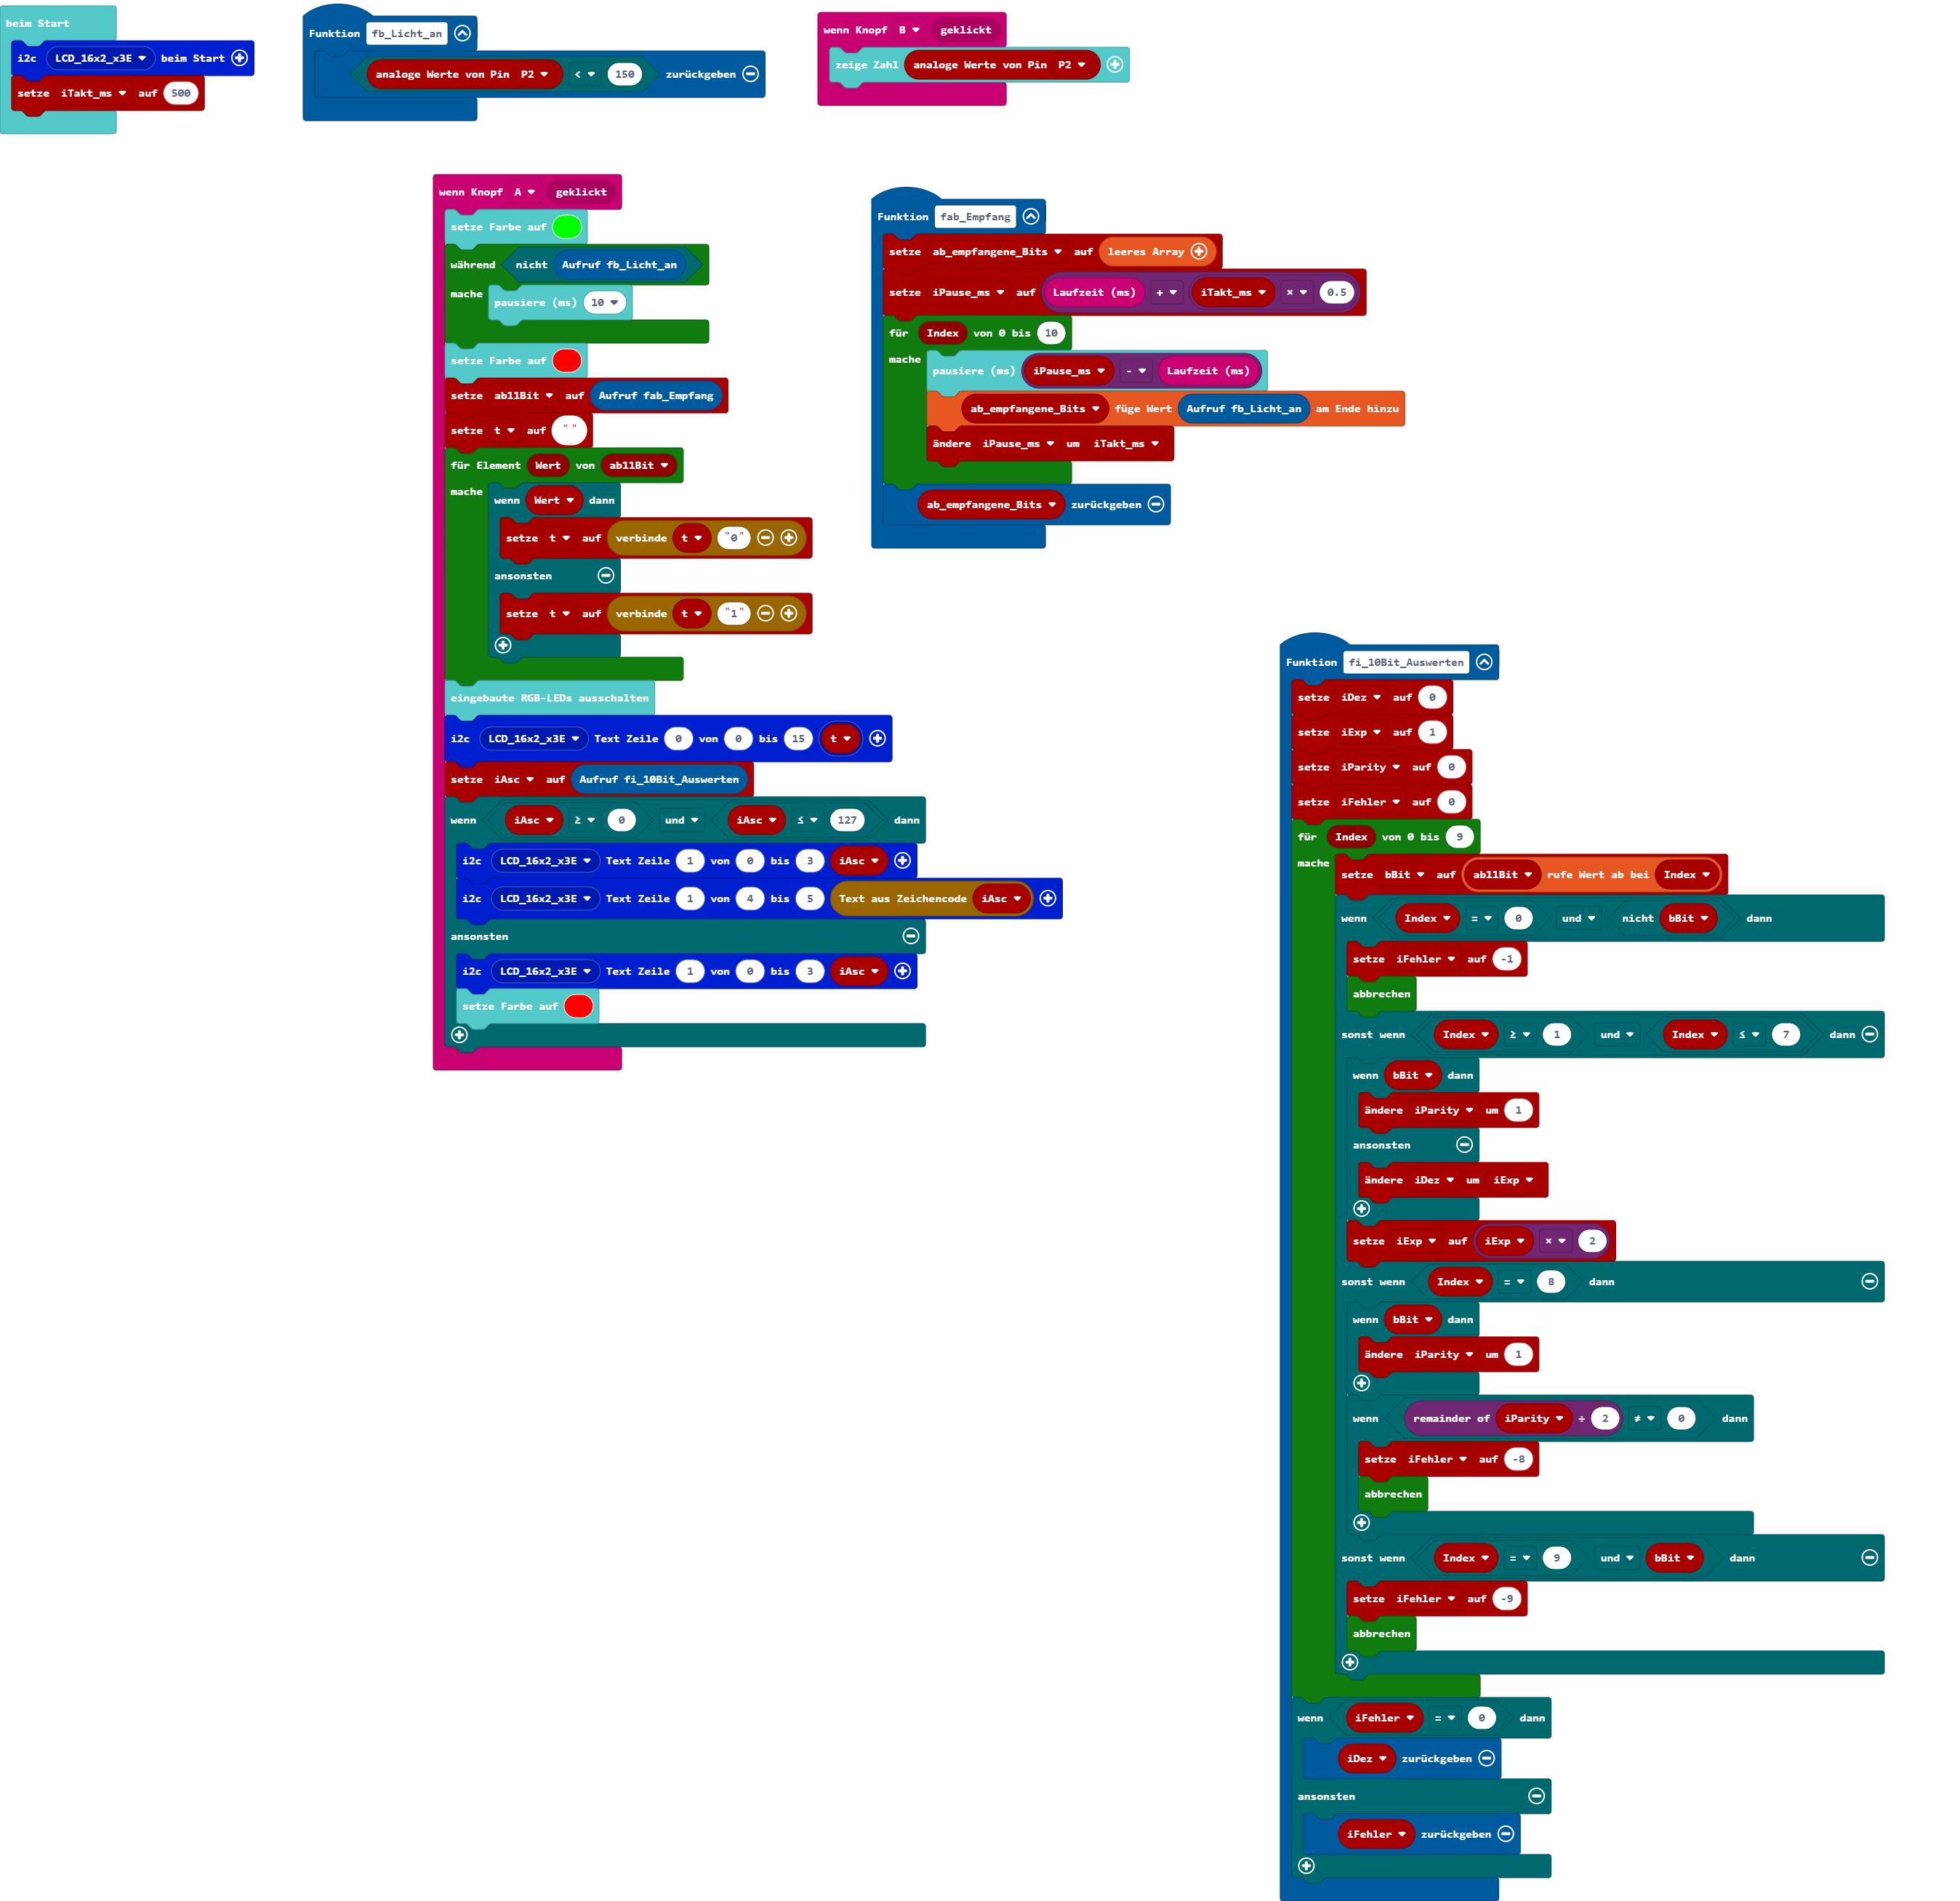 beim Start
i2c LCD_16x2_x3E beim Start
setze iTakt_ms auf 500
Funktion fb_Licht_an
analoge Werte von Pin P2 < 150 zurückgeben
wenn Knopf B geklickt
zeige Zahl analoge Werte von Pin P2
wenn Knopf A geklickt
setze Farbe auf
während nicht Aufruf fb_Licht_an
mache pausiere (ms) 10
setze Farbe auf
setze ab11Bit auf Aufruf fab_Empfang
setze t auf " "
für Element Wert von ab11Bit
mache wenn Wert dann
setze t auf verbinde t "0"
ansonsten
setze t auf verbinde t "1"
eingebaute RGB-LEDs ausschalten
i2c LCD_16x2_x3E Text Zeile 0 von 0 bis 15 t
setze iAsc auf Aufruf fi_10Bit_Auswerten
wenn iAsc ≥ 0 und iAsc ≤ 127 dann
i2c LCD_16x2_x3E Text Zeile 1 von 0 bis 3 iAsc
i2c LCD_16x2_x3E Text Zeile 1 von 4 bis 5 Text aus Zeichencode iAsc
ansonsten
i2c LCD_16x2_x3E Text Zeile 1 von 0 bis 3 iAsc
setze Farbe auf
Funktion fab_Empfang
setze ab_empfangene_Bits auf leeres Array
setze iPause_ms auf Laufzeit (ms) + iTakt_ms × 0.5
für Index von 0 bis 10
mache pausiere (ms) iPause_ms - Laufzeit (ms)
ab_empfangene_Bits füge Wert Aufruf fb_Licht_an am Ende hinzu
ändere iPause_ms um iTakt_ms
ab_empfangene_Bits zurückgeben
Funktion fi_10Bit_Auswerten
setze iDez auf 0
setze iExp auf 1
setze iParity auf 0
setze iFehler auf 0
für Index von 0 bis 9
mache setze bBit auf ab11Bit rufe Wert ab bei Index
wenn Index = 0 und nicht bBit dann
setze iFehler auf -1
abbrechen
sonst wenn Index ≥ 1 und Index ≤ 7 dann
wenn bBit dann
ändere iParity um 1
ansonsten
ändere iDez um iExp
setze iExp auf iExp × 2
sonst wenn Index = 8 dann
wenn bBit dann
ändere iParity um 1
wenn remainder of iParity ÷ 2 ≠ 0 dann
setze iFehler auf -8
abbrechen
sonst wenn Index = 9 und bBit dann
setze iFehler auf -9
abbrechen
wenn iFehler = 0 dann
iDez zurückgeben
ansonsten
iFehler zurückgeben